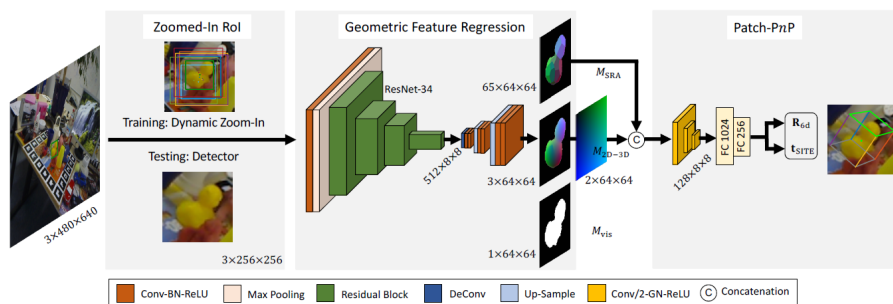 Zoomed-In RoI
Geometric Feature Regression
Patch-PnP
ResNet-34
65×64×64
M_SRA
Training: Dynamic Zoom-In
Testing: Detector
512×8×8
3×64×64
M_2D−3D
2×64×64
C
128×8×8
FC 1024
FC 256
R_6d
t_SITE
3×480×640
3×256×256
1×64×64
M_vis
Conv-BN-ReLU
Max Pooling
Residual Block
DeConv
Up-Sample
Conv/2-GN-ReLU
C Concatenation